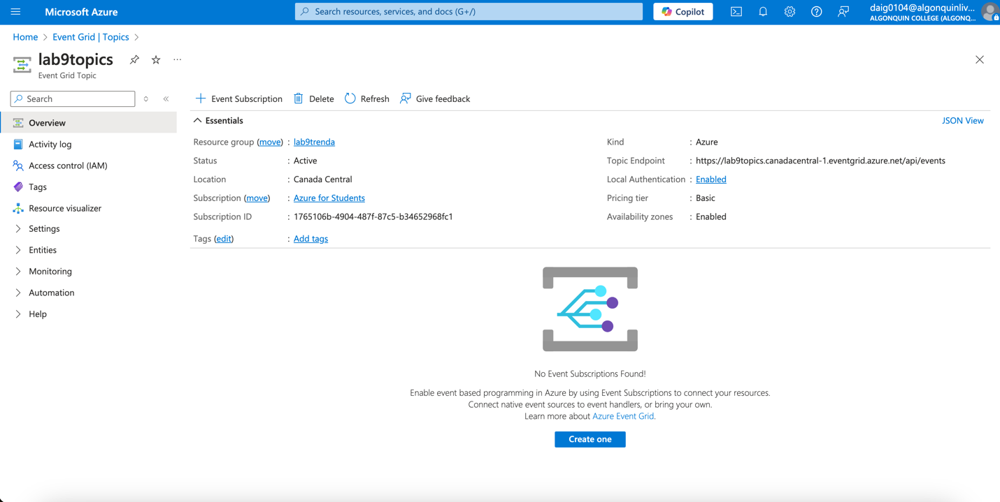 Microsoft Azure
Search resources, services, and docs (G+/)
Copilot
daig0104@algonquinliv...
ALGONQUIN COLLEGE (ALGONQ...
Home > Event Grid | Topics >
lab9topics
...
Event Grid Topic
Search
Overview
Activity log
Access control (IAM)
Tags
Resource visualizer
Settings
Entities
Monitoring
Automation
Help
Event Subscription
Delete
Refresh
Give feedback
Essentials
JSON View
Resource group (move) : lab9trenda
Status : Active
Location : Canada Central
Subscription (move) : Azure for Students
Subscription ID : 1765106b-4904-487f-87c5-b34652968fc1
Tags (edit) : Add tags
Kind : Azure
Topic Endpoint : https://lab9topics.canadacentral-1.eventgrid.azure.net/api/events
Local Authentication : Enabled
Pricing tier : Basic
Availability zones : Enabled
No Event Subscriptions Found!
Enable event based programming in Azure by using Event Subscriptions to connect your resources.
Connect native event sources to event handlers, or bring your own.
Learn more about Azure Event Grid.
Create one